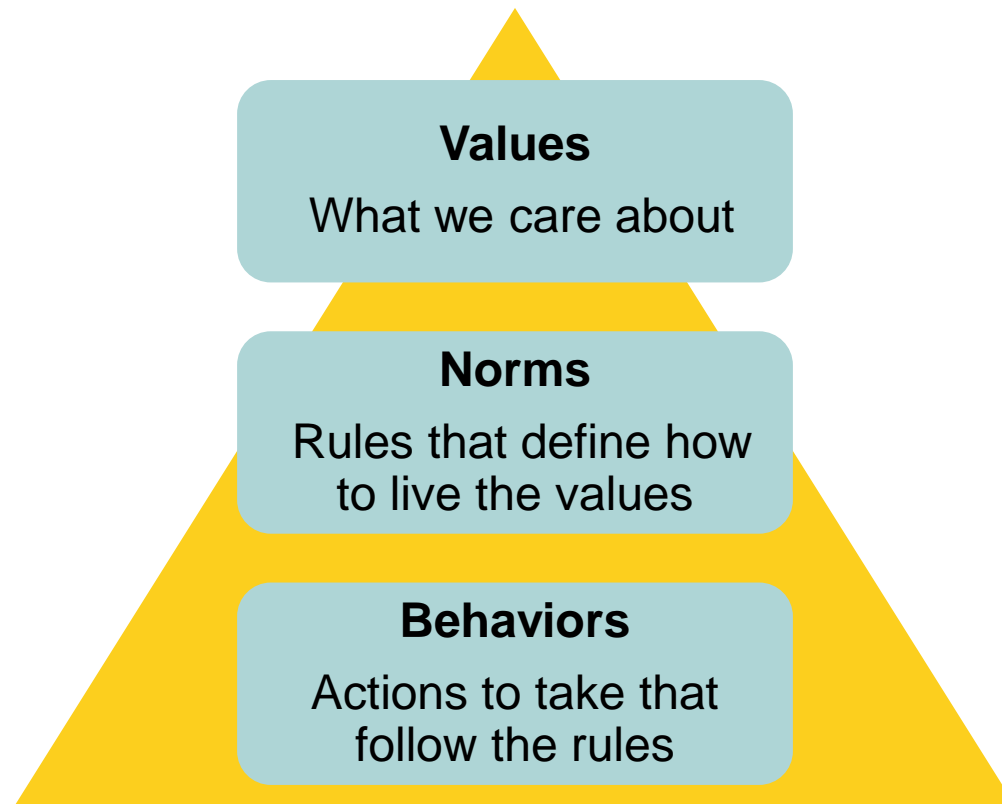 Values
What we care about
Norms
Rules that define how
to live the values
Behaviors
Actions to take that
follow the rules